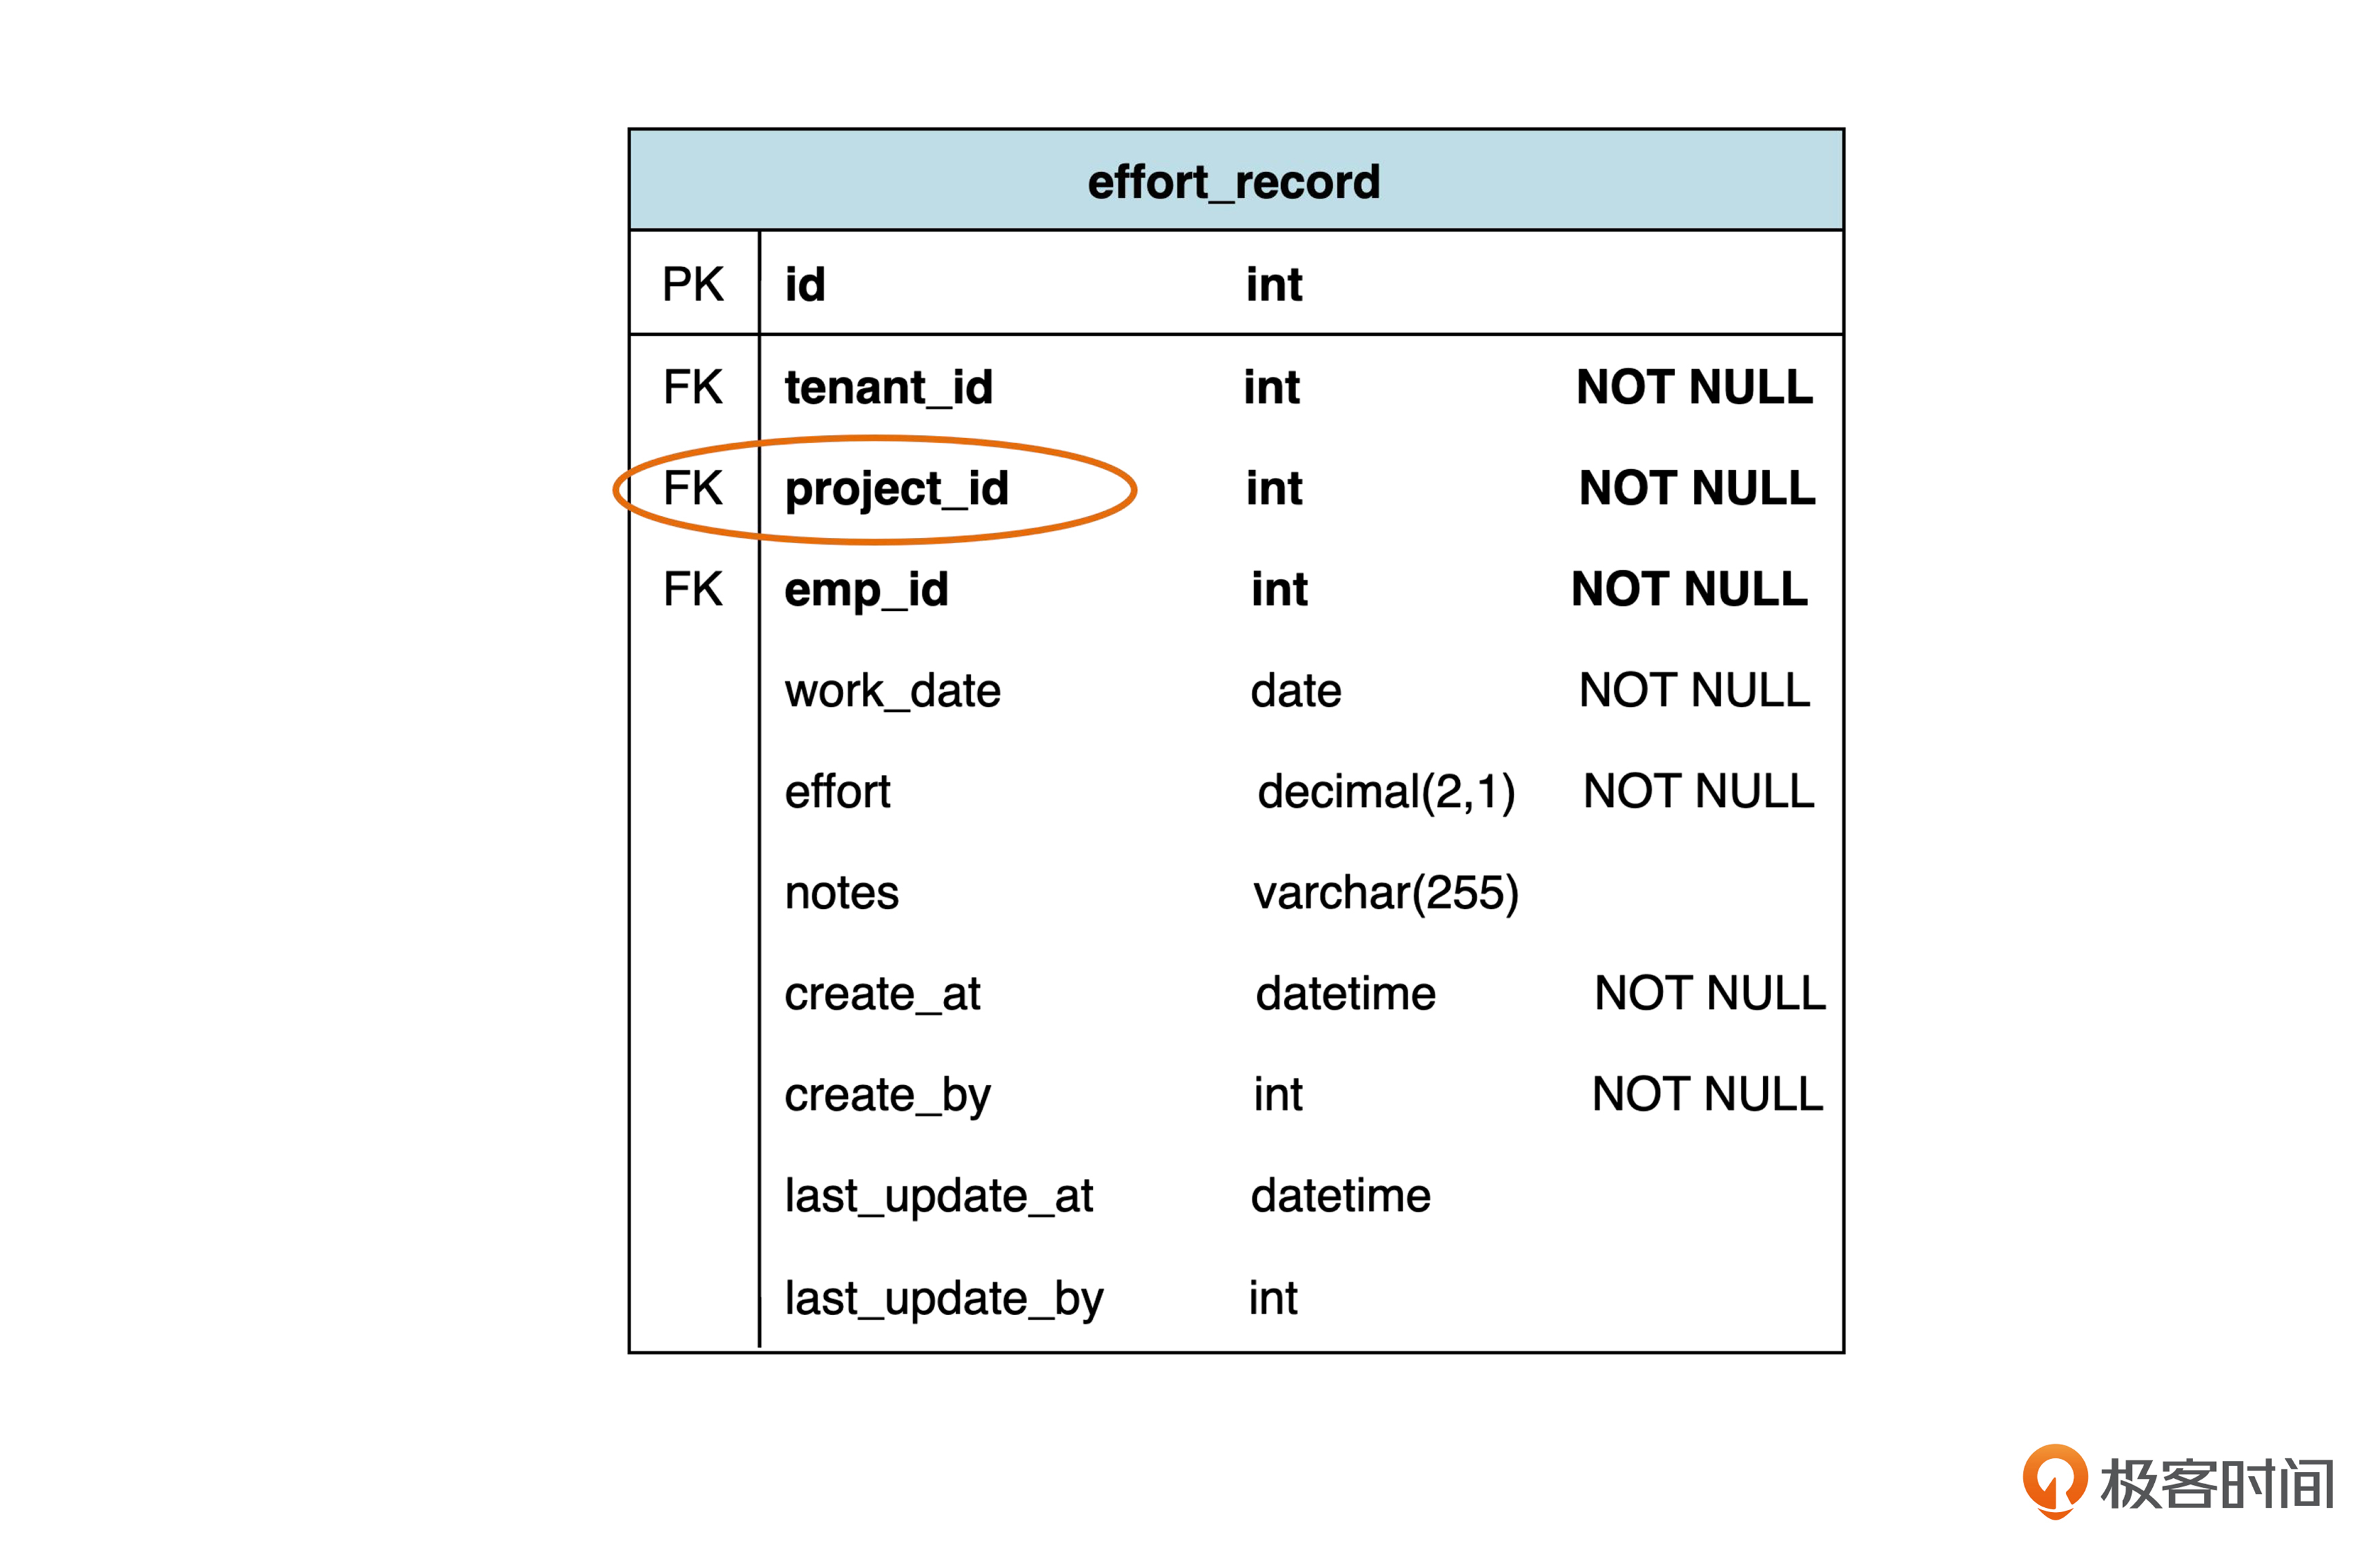 effort_record
PK id int
FK tenant_id int NOT NULL
FK project_id int NOT NULL
FK emp_id int NOT NULL
work_date date NOT NULL
effort decimal(2,1) NOT NULL
notes varchar(255)
create_at datetime NOT NULL
create_by int NOT NULL
last_update_at datetime
last_update_by int
极客时间